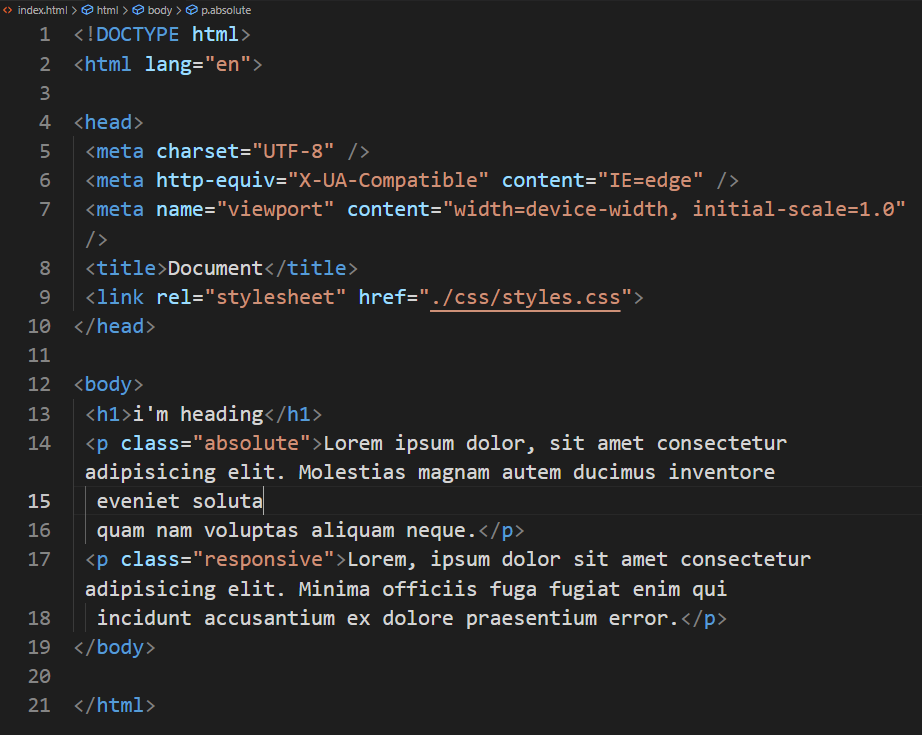 index.html > html > body > p.absolute
1 <!DOCTYPE html>
2 <html lang="en">
3
4 <head>
5 <meta charset="UTF-8" />
6 <meta http-equiv="X-UA-Compatible" content="IE=edge" />
7 <meta name="viewport" content="width=device-width, initial-scale=1.0"
/>
8 <title>Document</title>
9 <link rel="stylesheet" href="./css/styles.css">
10 </head>
11
12 <body>
13 <h1>i'm heading</h1>
14 <p class="absolute">Lorem ipsum dolor, sit amet consectetur
adipisicing elit. Molestias magnam autem ducimus inventore
15 eveniet soluta
16 quam nam voluptas aliquam neque.</p>
17 <p class="responsive">Lorem, ipsum dolor sit amet consectetur
adipisicing elit. Minima officiis fuga fugiat enim qui
18 incidunt accusantium ex dolore praesentium error.</p>
19 </body>
20
21 </html>